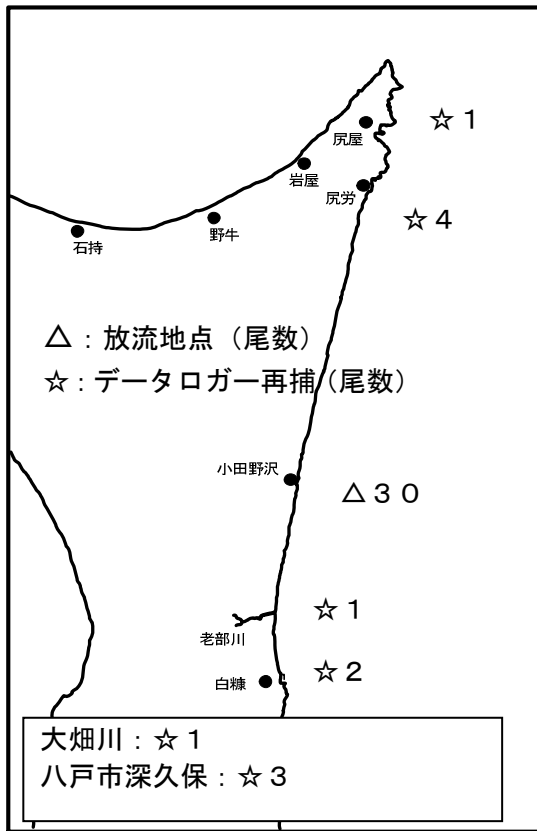 ☆１
尻屋
岩屋
尻労
☆４
野牛
石持
△：放流地点（尾数）
☆：データロガー再捕（尾数）
小田野沢
△３０
☆１
老部川
☆２
白糠
大畑川：☆１
八戸市深久保：☆３